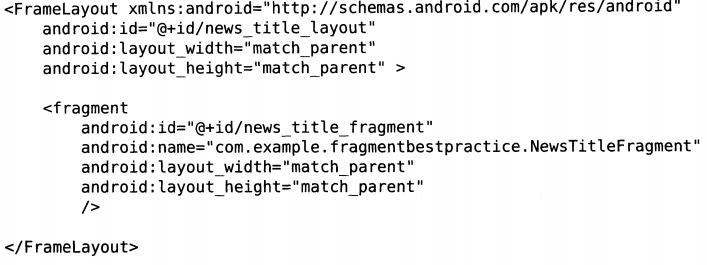 <FrameLayout xmlns:android="http://schemas.android.com/apk/res/android"
    android:id="@+id/news_title_layout"
    android:layout_width="match_parent"
    android:layout_height="match_parent" >

    <fragment
        android:id="@+id/news_title_fragment"
        android:name="com.example.fragmentbestpractice.NewsTitleFragment"
        android:layout_width="match_parent"
        android:layout_height="match_parent"
        />

</FrameLayout>